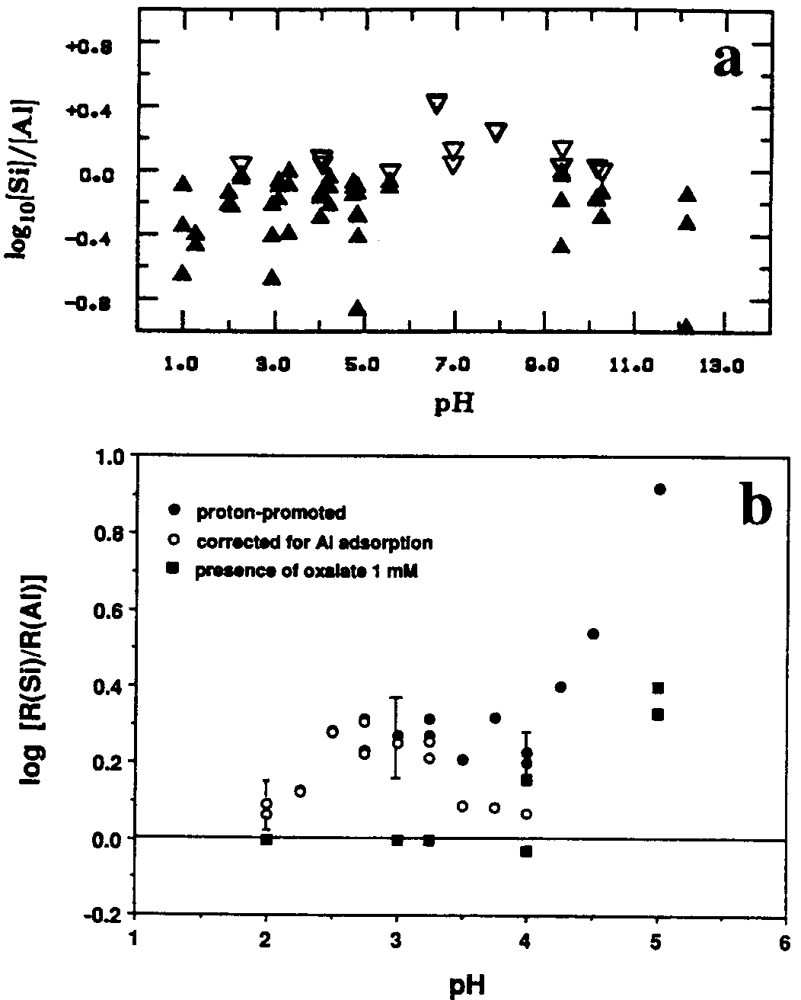 a
+0.8
+0.4
0.0
-0.4
-0.8
log10[Si]/[Al]
1.0 3.0 5.0 7.0 9.0 11.0 13.0
pH
b
1.0
0.8
0.6
0.4
0.2
0.0
-0.2
log [R(Si)/R(Al)]
proton-promoted
corrected for Al adsorption
presence of oxalate 1 mM
1 2 3 4 5 6
pH